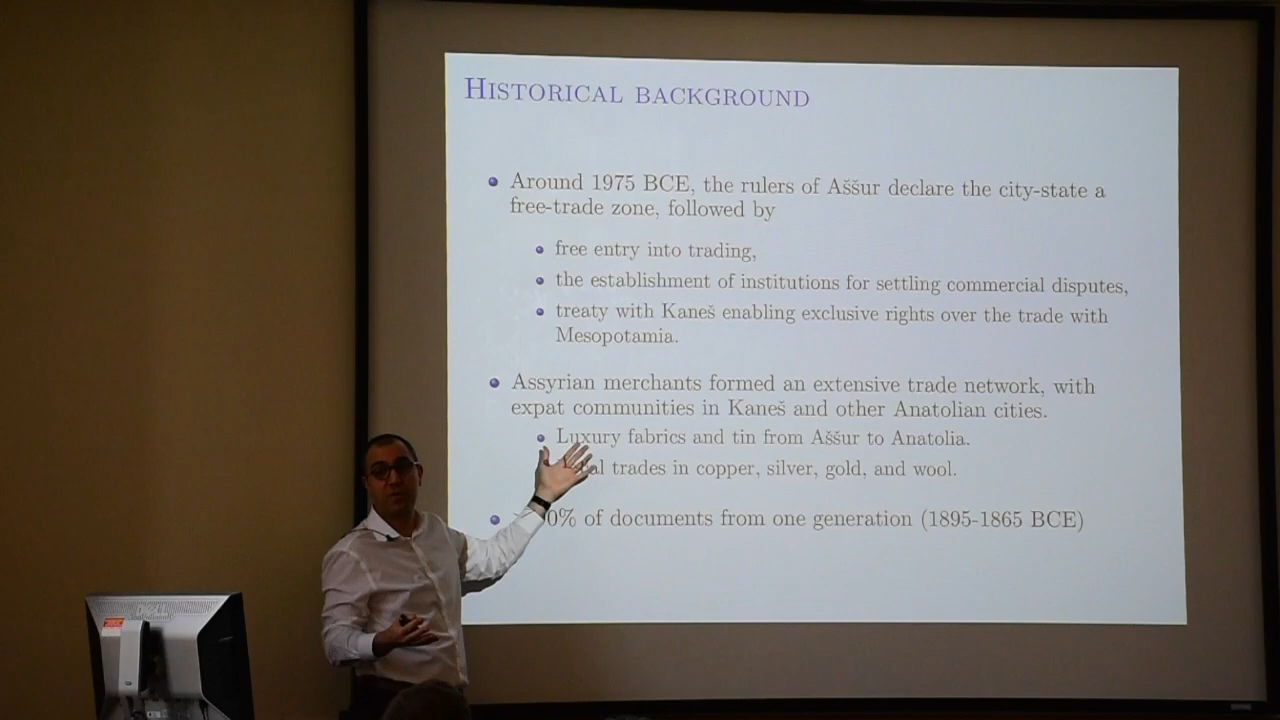 HISTORICAL BACKGROUND
Around 1975 BCE, the rulers of Aššur declare the city-state a
free-trade zone, followed by
free entry into trading,
the establishment of institutions for settling commercial disputes,
treaty with Kaneš enabling exclusive rights over the trade with
Mesopotamia.
Assyrian merchants formed an extensive trade network, with
expat communities in Kaneš and other Anatolian cities.
Luxury fabrics and tin from Aššur to Anatolia.
trades in copper, silver, gold, and wool.
of documents from one generation (1895-1865 BCE)
DELL